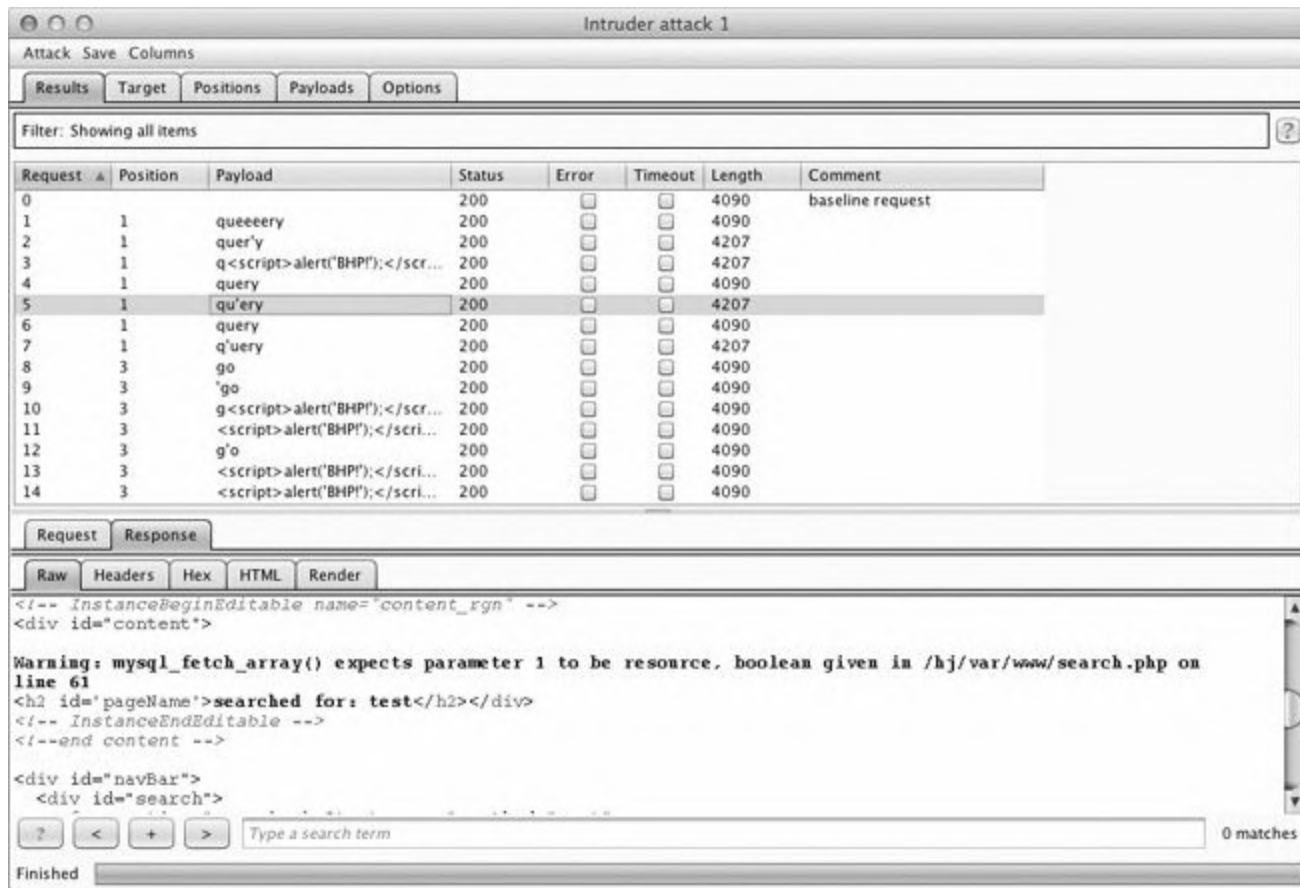 Intruder attack 1
Attack Save Columns
Results Target Positions Payloads Options
Filter: Showing all items ?
Request Position Payload Status Error Timeout Length Comment
0 200 4090 baseline request
1 1 queeeery 200 4090
2 1 quer'y 200 4207
3 1 q<script>alert('BHP!');</scr... 200 4207
4 1 query 200 4090
5 1 qu'ery 200 4207
6 1 query 200 4090
7 1 q'uery 200 4207
8 3 go 200 4090
9 3 'go 200 4090
10 3 g<script>alert('BHP!');</scr... 200 4090
11 3 <script>alert('BHP!');</scri... 200 4090
12 3 g'o 200 4090
13 3 <script>alert('BHP!');</scri... 200 4090
14 3 <script>alert('BHP!');</scri... 200 4090
Request Response
Raw Headers Hex HTML Render
<!-- InstanceBeginEditable name="content_rgn" -->
<div id="content">
Warning: mysql_fetch_array() expects parameter 1 to be resource, boolean given in /hj/var/www/search.php on
line 61
<h2 id='pageName'>searched for: test</h2></div>
<!-- InstanceEndEditable -->
<!--end content -->
<div id="navBar">
<div id="search">
? < + > Type a search term 0 matches
Finished